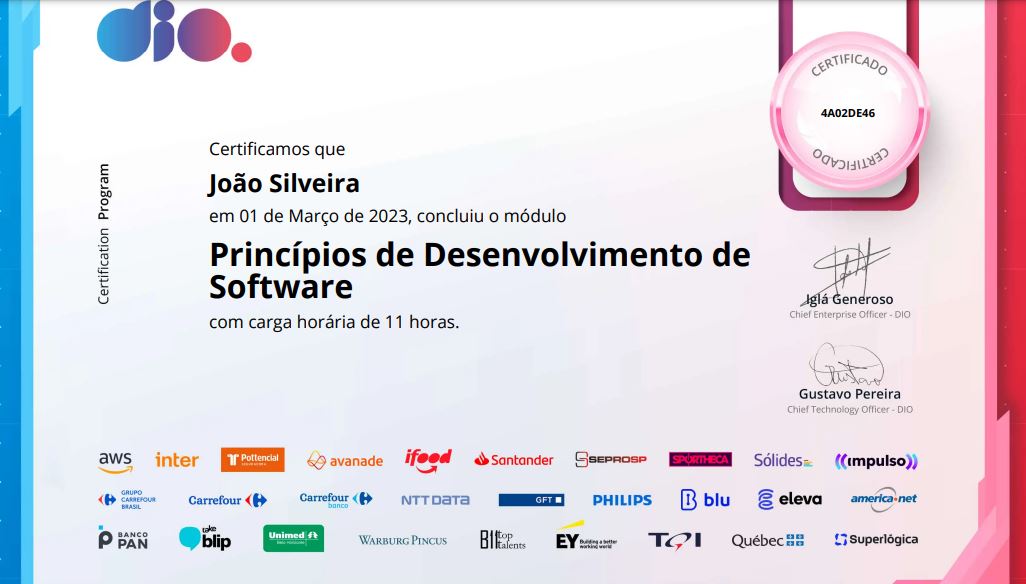 dio.
CERTIFICADO
4A02DE46
CERTIFICADO
Certification Program
Certificamos que
João Silveira
em 01 de Março de 2023, concluiu o módulo
Princípios de Desenvolvimento de
Software
com carga horária de 11 horas.
Iglá Generoso
Chief Enterprise Officer - DIO
Gustavo Pereira
Chief Technology Officer - DIO
aws inter Pottencial avanade ifood Santander SEPROSP SPORTHECA Sólides impulso
GRUPO CARREFOUR BRASIL Carrefour Carrefour banco NTT DATA GFT PHILIPS blu eleva america.net
BANCO PAN take blip Unimed WARBURG PINCUS top talents EY Building a better working world TQI Québec Superlógica